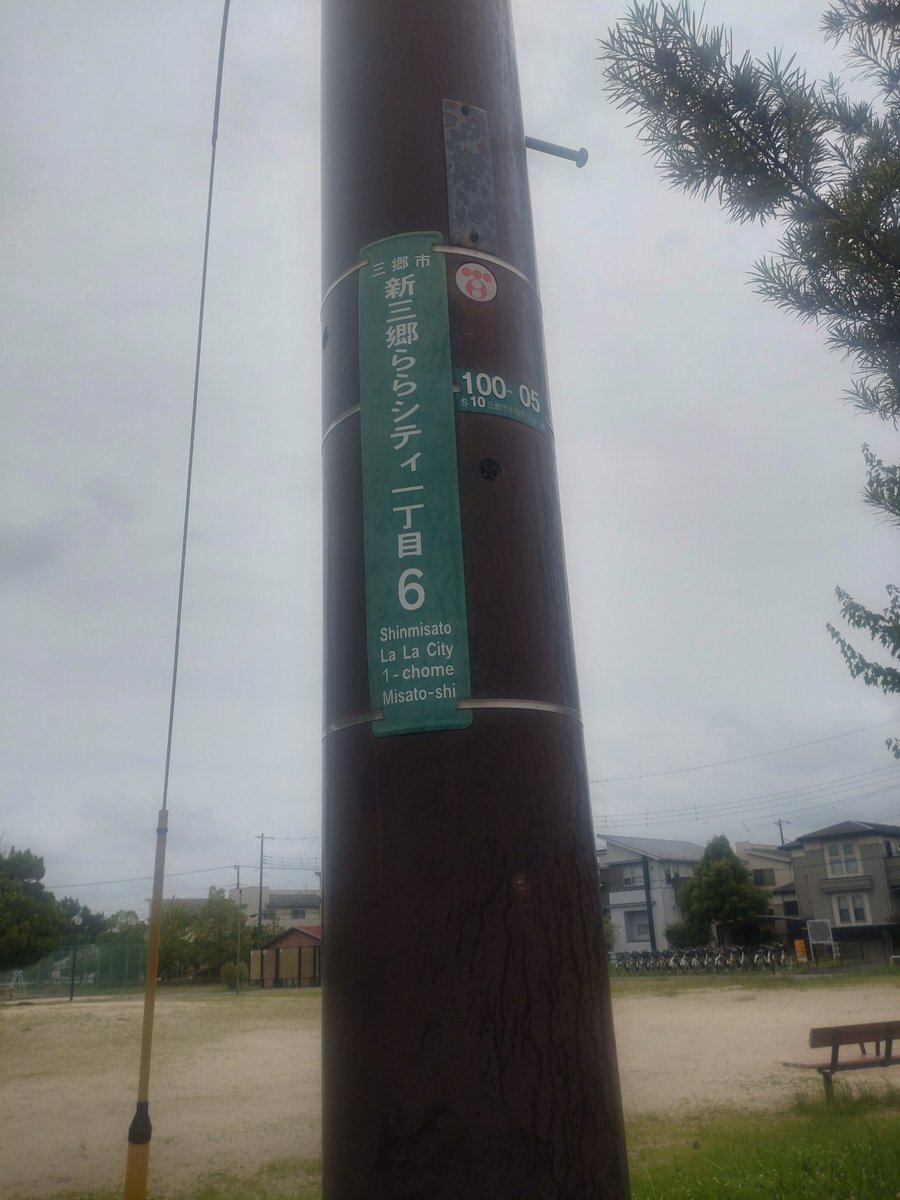 三郷市
新三郷ららシティ一丁目
6
Shinmisato
La La City
1-chome
Misato-shi
100-05
S10